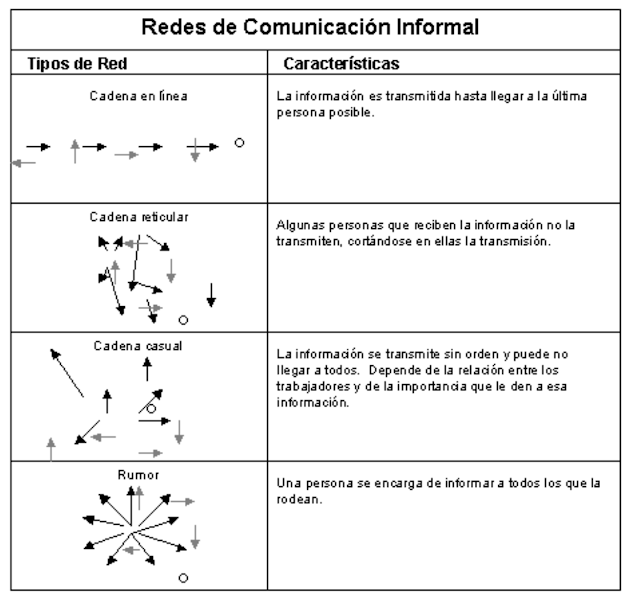 Redes de Comunicación Informal
Tipos de Red
Características
Cadena en línea
La información es transmitida hasta llegar a la última
persona posible.
Cadena reticular
Algunas personas que reciben la información no la
transmiten, cortándose en ellas la transmisión.
Cadena casual
La información se transmite sin orden y puede no
llegar a todos. Depende de la relación entre los
trabajadores y de la importancia que le den a esa
información.
Rumor
Una persona se encarga de informar a todos los que la
rodean.